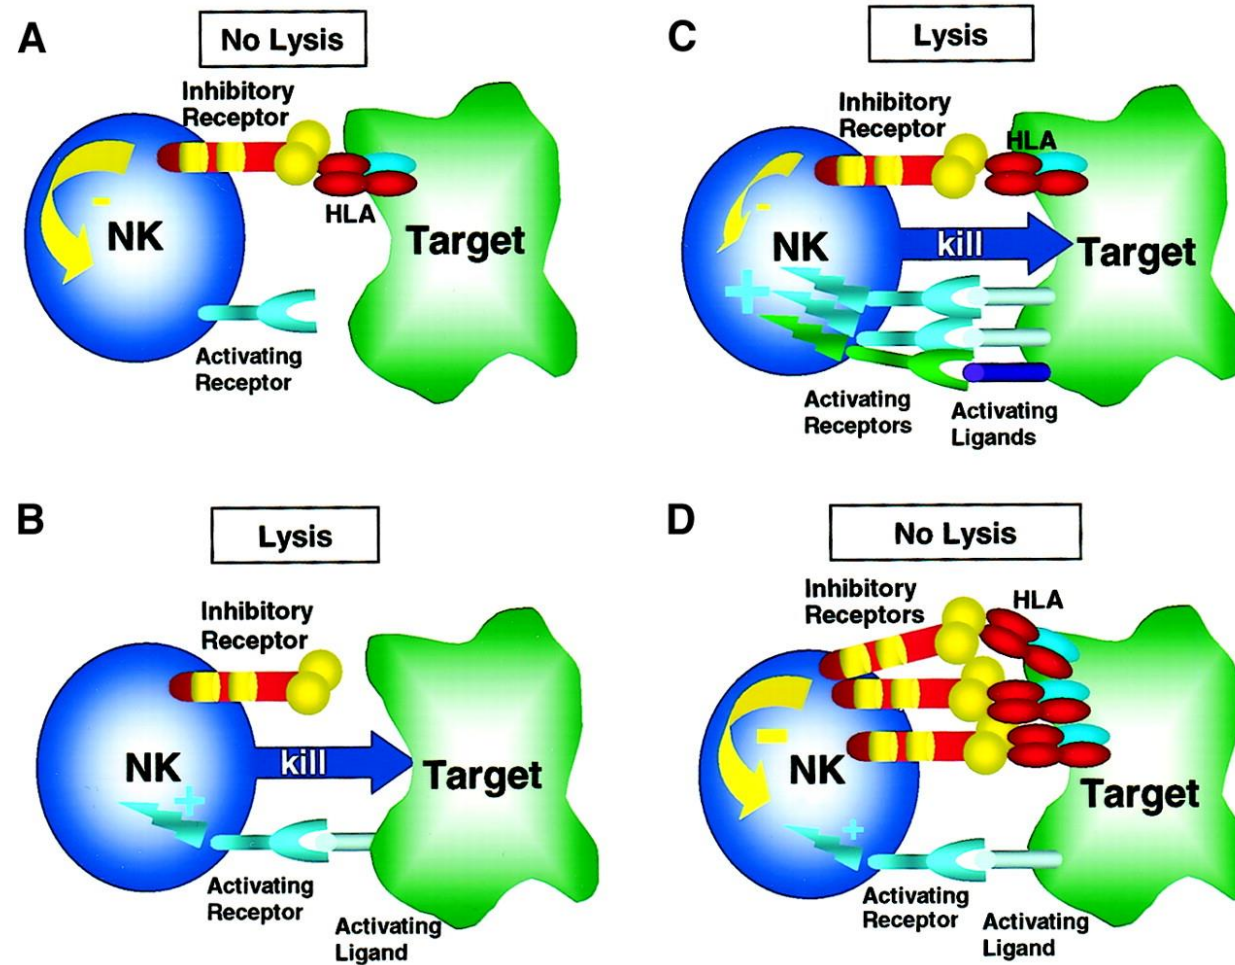 A
No Lysis
Inhibitory
Receptor
HLA
NK
Target
-
Activating
Receptor
C
Lysis
Inhibitory
Receptor
HLA
-
NK
kill
Target
+
Activating
Receptors
Activating
Ligands
B
Lysis
Inhibitory
Receptor
NK
kill
Target
+
Activating
Receptor
Activating
Ligand
D
No Lysis
Inhibitory
Receptors
HLA
-
NK
Target
+
Activating
Receptor
Activating
Ligand